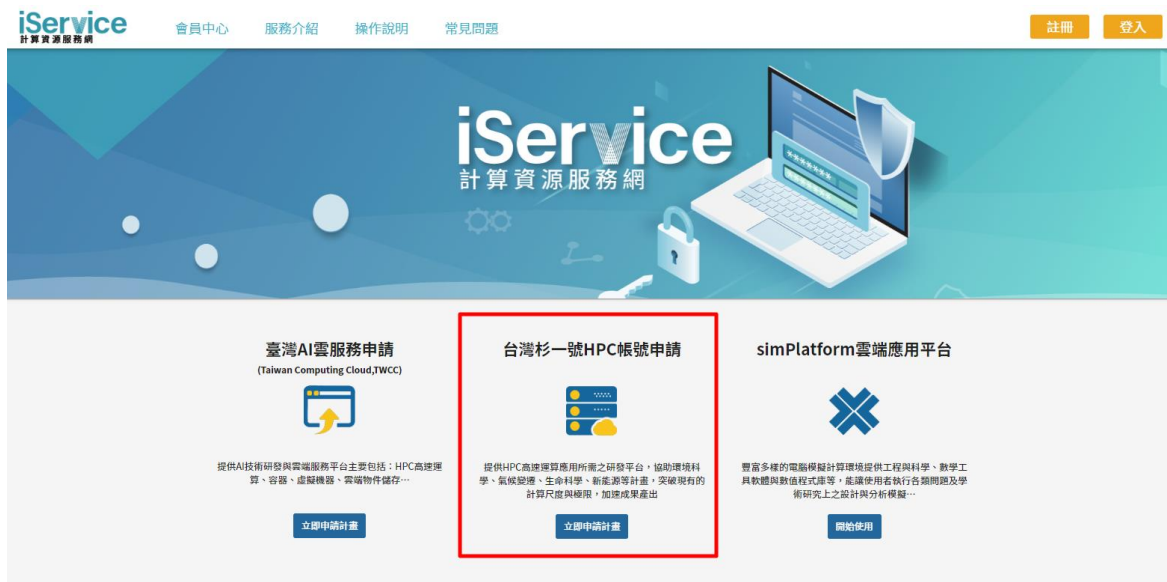 iService
計算資源服務網
會員中心 服務介紹 操作說明 常見問題 註冊 登入
iService
計算資源服務網
臺灣AI雲服務申請
(Taiwan Computing Cloud,TWCC)
提供AI技術研發與雲端服務平台主要包括：HPC高速運
算、容器、虛擬機器、雲端物件儲存…
立即申請計畫
台灣杉一號HPC帳號申請
提供HPC高速運算應用所需之研發平台，協助環境科
學、氣候變遷、生命科學、新能源等計畫，突破現有的
計算尺度與極限，加速成果產出
立即申請計畫
simPlatform雲端應用平台
豐富多樣的電腦模擬計算環境提供工程與科學、數學工
具軟體與數值程式庫等，能讓使用者執行各類問題及學
術研究上之設計與分析模擬…
開始使用